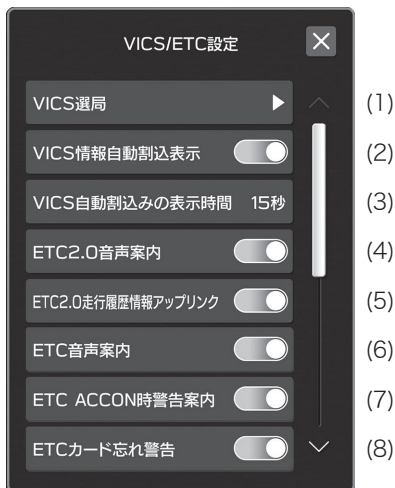 VICS/ETC設定
VICS選局 (1)
VICS情報自動割込表示 (2)
VICS自動割込みの表示時間 15秒 (3)
ETC2.0音声案内 (4)
ETC2.0走行履歴情報アップリンク (5)
ETC音声案内 (6)
ETC ACCON時警告案内 (7)
ETCカード忘れ警告 (8)